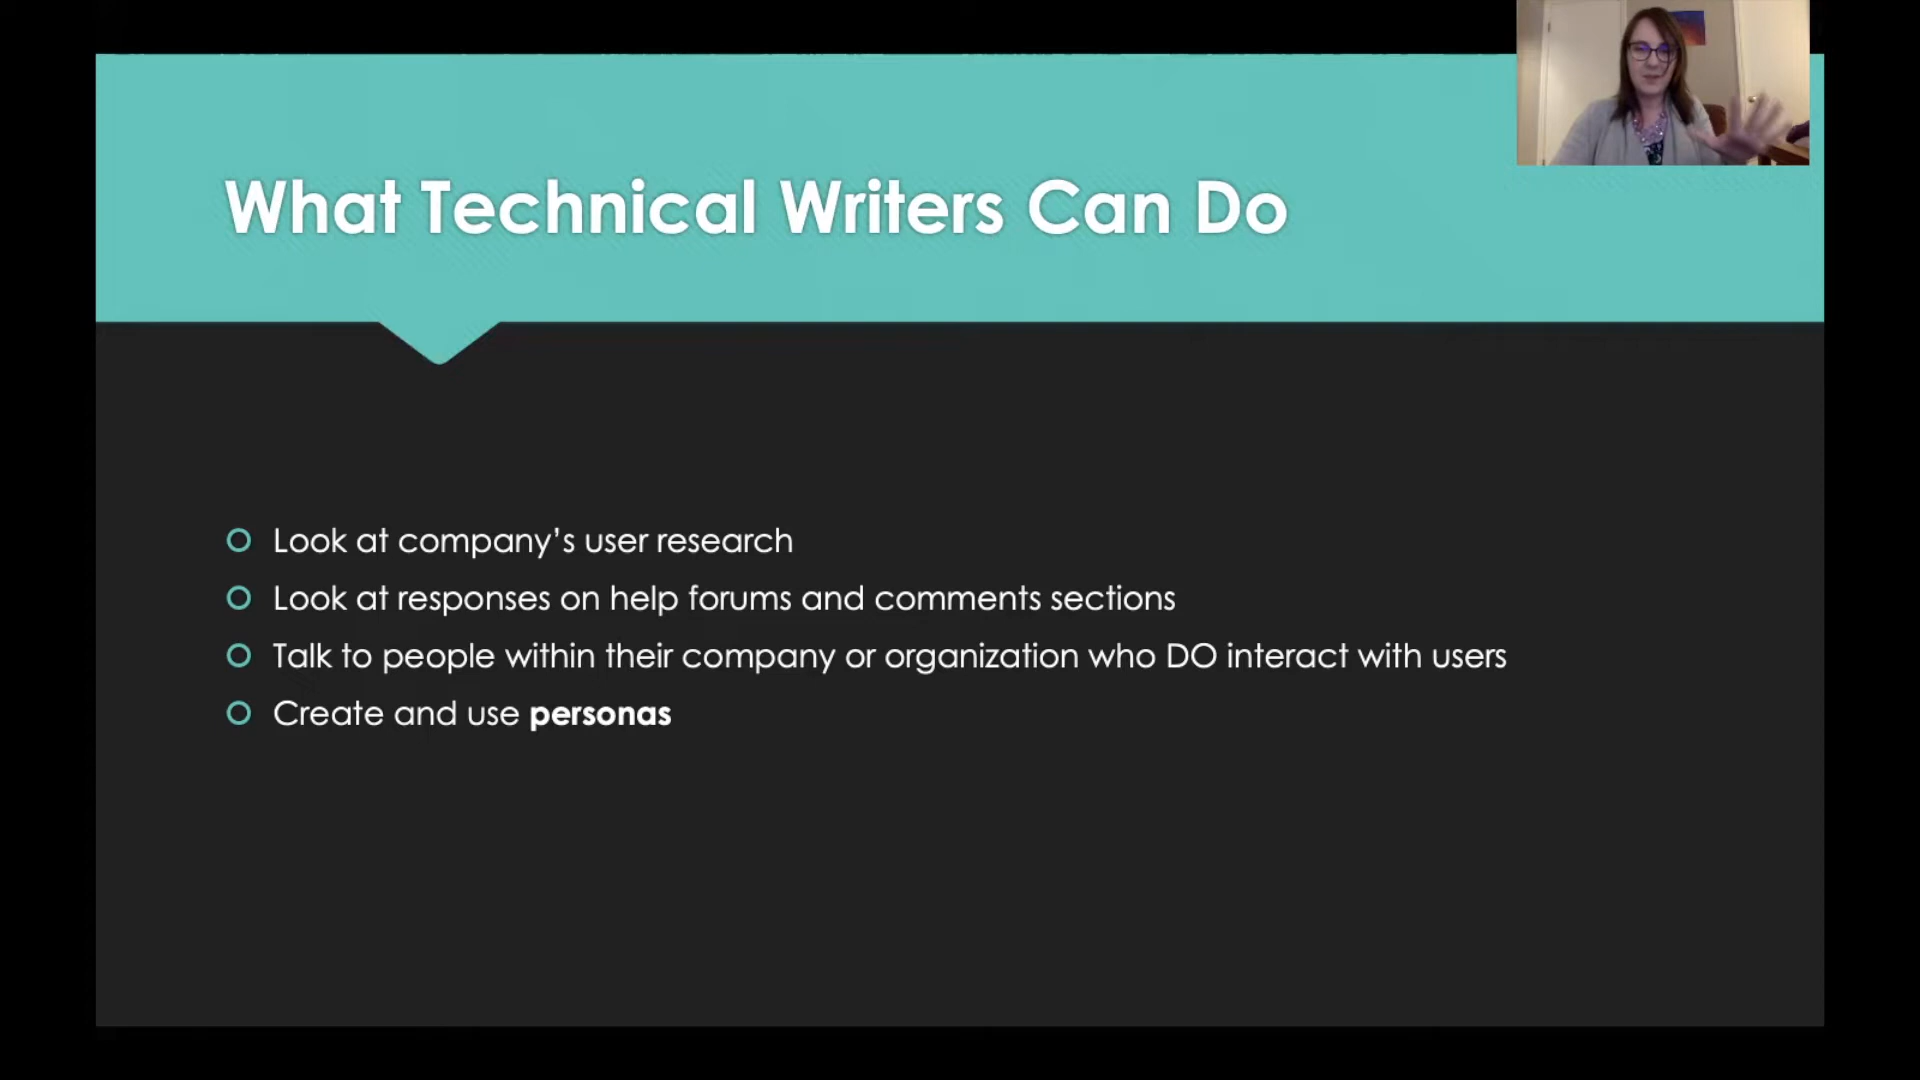 What Technical Writers Can Do
Look at company’s user research
Look at responses on help forums and comments sections
Talk to people within their company or organization who DO interact with users
Create and use personas